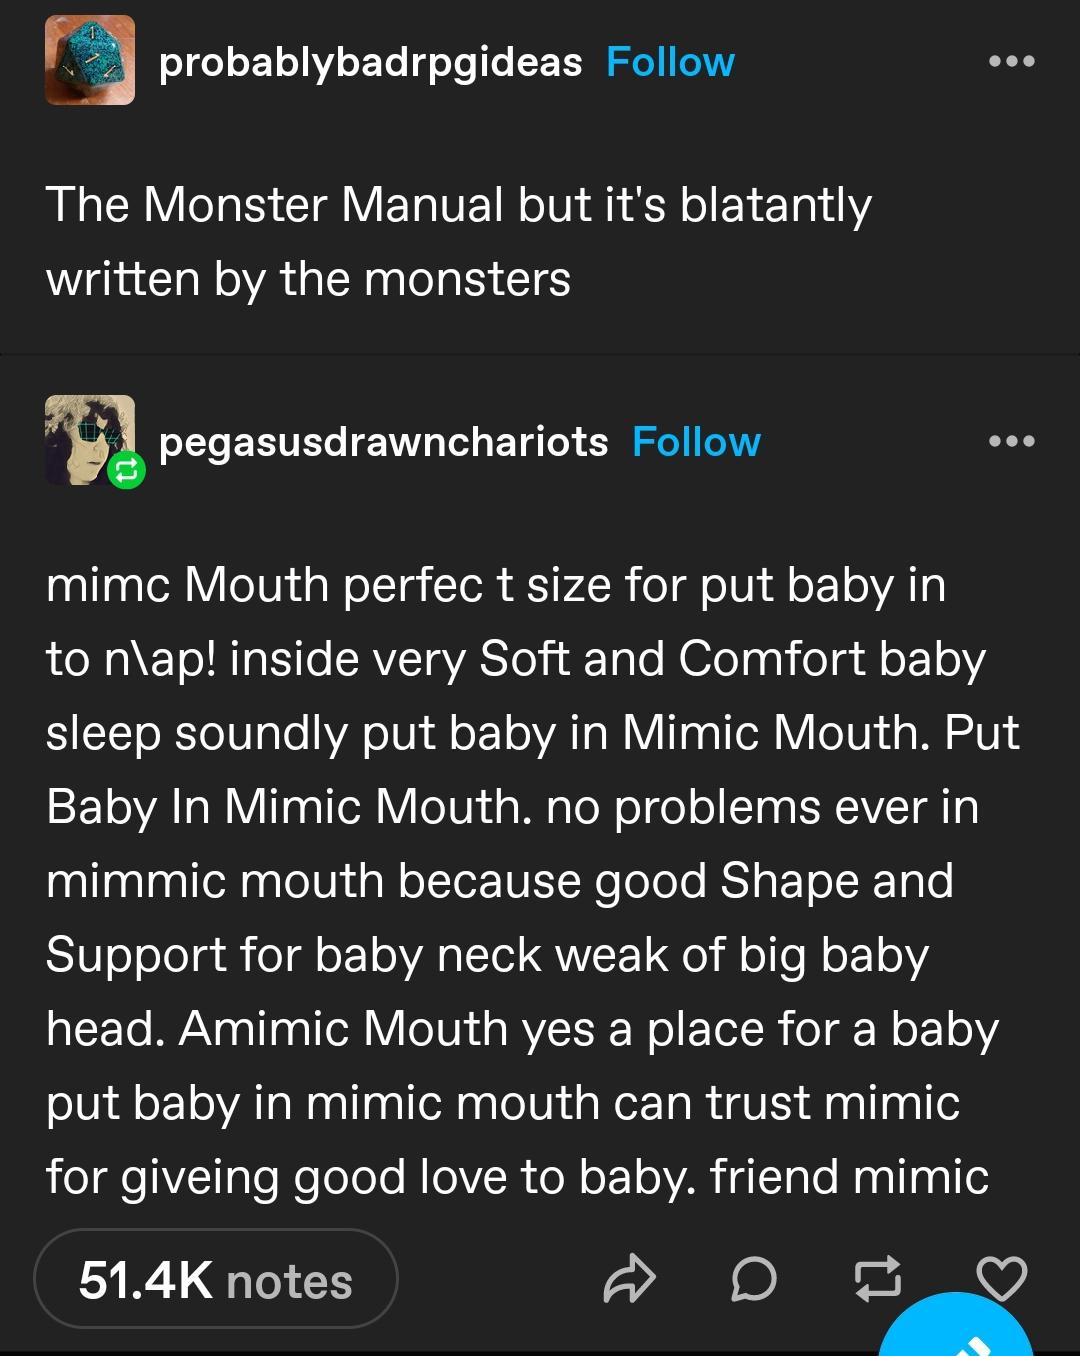 probablybadrpgideas Follow
The Monster Manual but it's blatantly
written by the monsters
pegasusdrawnchariots Follow
mimc Mouth perfec t size for put baby in
to n\ap! inside very Soft and Comfort baby
sleep soundly put baby in Mimic Mouth. Put
Baby In Mimic Mouth. no problems ever in
mimmic mouth because good Shape and
Support for baby neck weak of big baby
head. Amimic Mouth yes a place for a baby
put baby in mimic mouth can trust mimic
for giveing good love to baby. friend mimic
51.4K notes